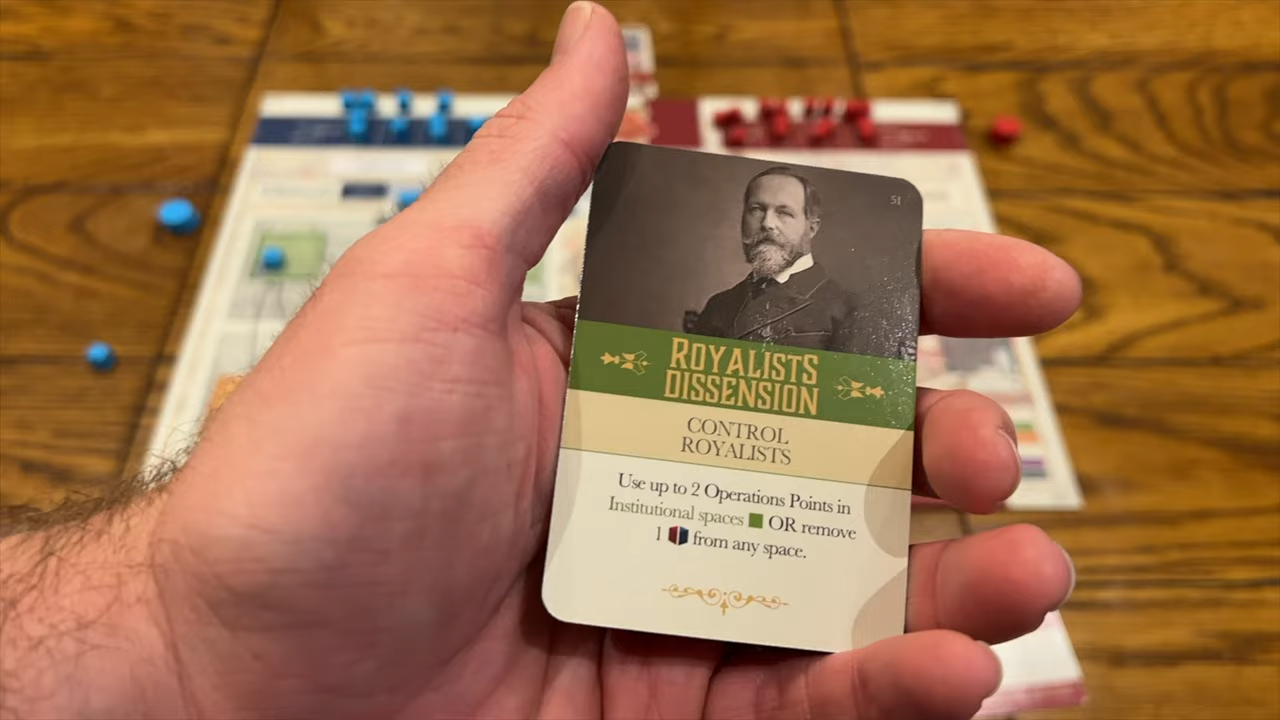 51
ROYALISTS
DISSENSION
CONTROL
ROYALISTS
Use up to 2 Operations Points in
Institutional spaces OR remove
1 from any space.